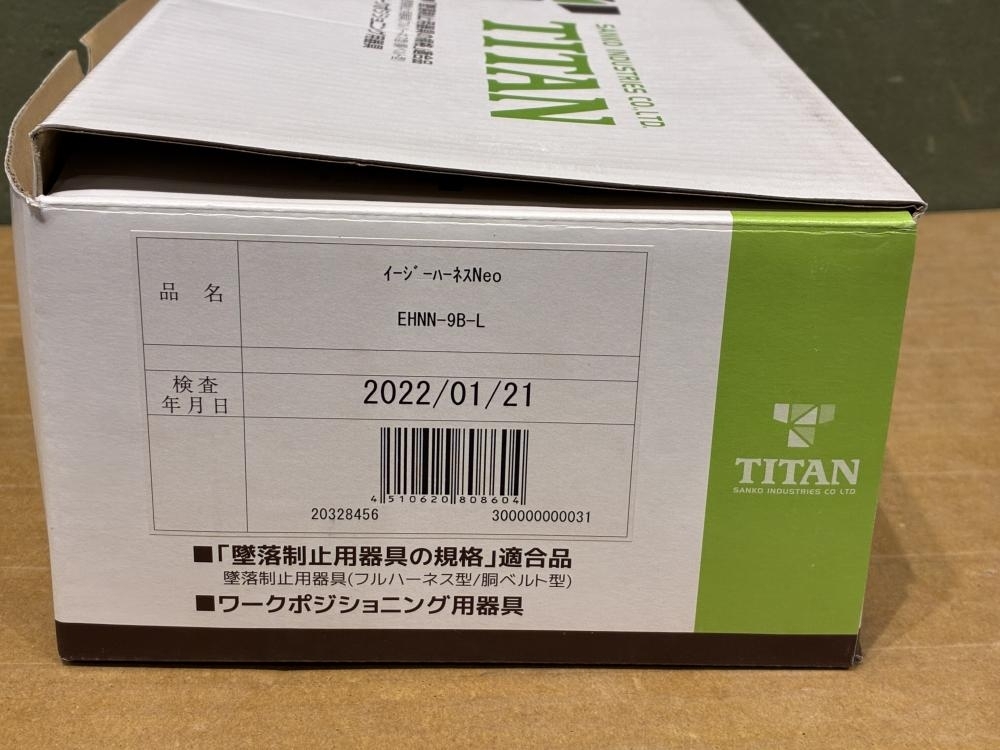 TITAN
SANKO INDUSTRIES CO.,LTD.
品 名
イージーハーネスNeo
EHNN-9B-L
検査
年月日
2022/01/21
4 510620 808604
20328456
300000000031
■「墜落制止用器具の規格」適合品
墜落制止用器具(フルハーネス型/胴ベルト型)
■ワークポジショニング用器具
TITAN
SANKO INDUSTRIES CO LTD